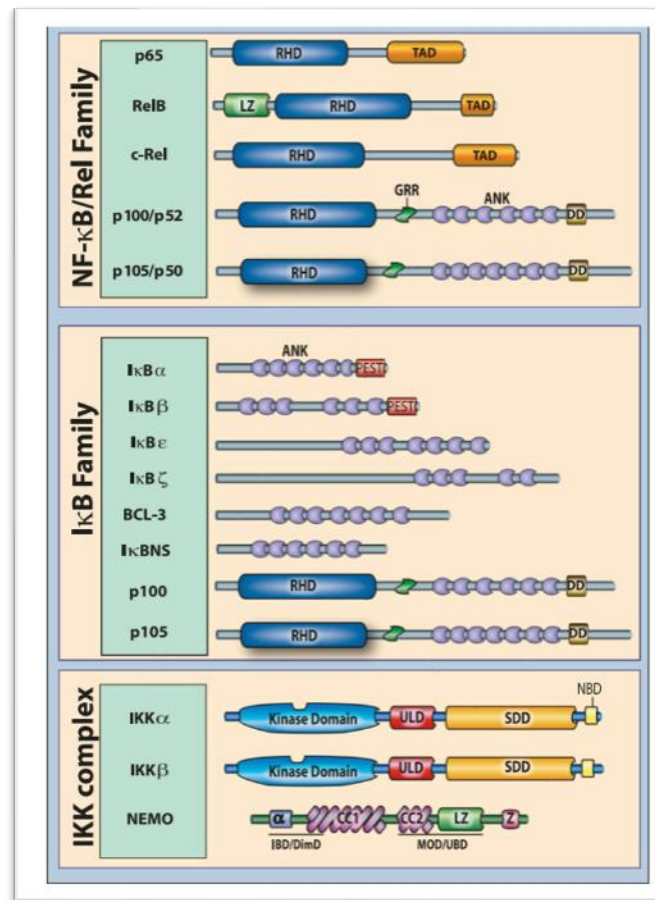 NF-κB/Rel Family
p65
RHD TAD
RelB
LZ RHD TAD
c-Rel
RHD TAD
GRR ANK
p100/p52
RHD DD
p105/p50
RHD DD
IκB Family
ANK
IκBα
PEST
IκBβ
PEST
IκBε
IκBζ
BCL-3
IκBNS
p100
RHD DD
p105
RHD DD
IKK complex
NBD
IKKα
Kinase Domain ULD SDD
IKKβ
Kinase Domain ULD SDD
NEMO
α CC1 CC2 LZ Z
IBD/DimD MOD/UBD